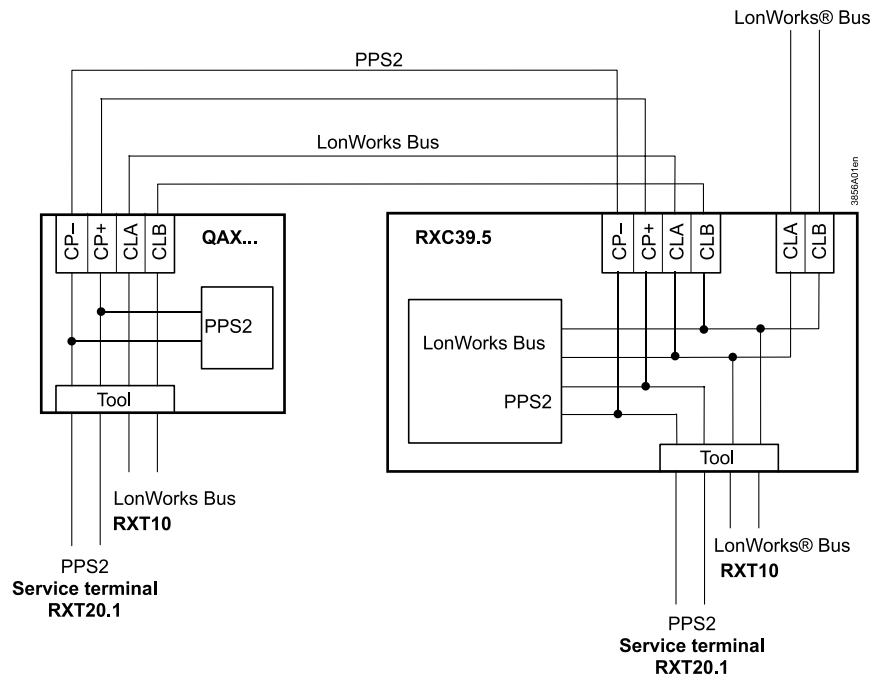 LonWorks® Bus
PPS2
LonWorks Bus
3856A01en
CP–
CP+
CLA
CLB
QAX...
RXC39.5
CP–
CP+
CLA
CLB
CLA
CLB
PPS2
LonWorks Bus
PPS2
Tool
Tool
LonWorks Bus
RXT10
PPS2
Service terminal
RXT20.1
LonWorks® Bus
RXT10
PPS2
Service terminal
RXT20.1